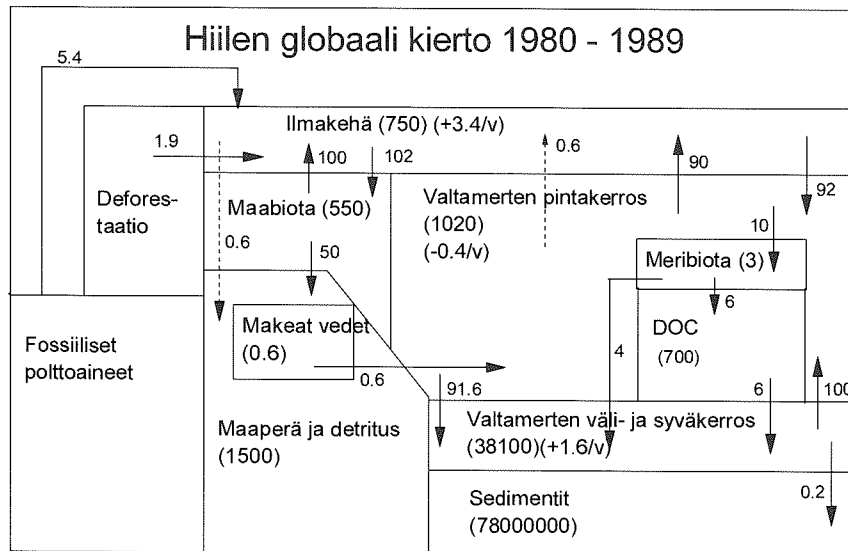 Hiilen globaali kierto 1980 - 1989
5.4
Ilmakehä (750) (+3.4/v)
1.9
100
102
0.6
90
92
Defores-
taatio
Maabiota (550)
Valtamerten pintakerros
(1020)
(-0.4/v)
10
0.6
50
Meribiota (3)
6
Makeat vedet
(0.6)
DOC
(700)
Fossiiliset
polttoaineet
4
0.6
91.6
6
100
Maaperä ja detritus
(1500)
Valtamerten väli- ja syväkerros
(38100)(+1.6/v)
0.2
Sedimentit
(78000000)